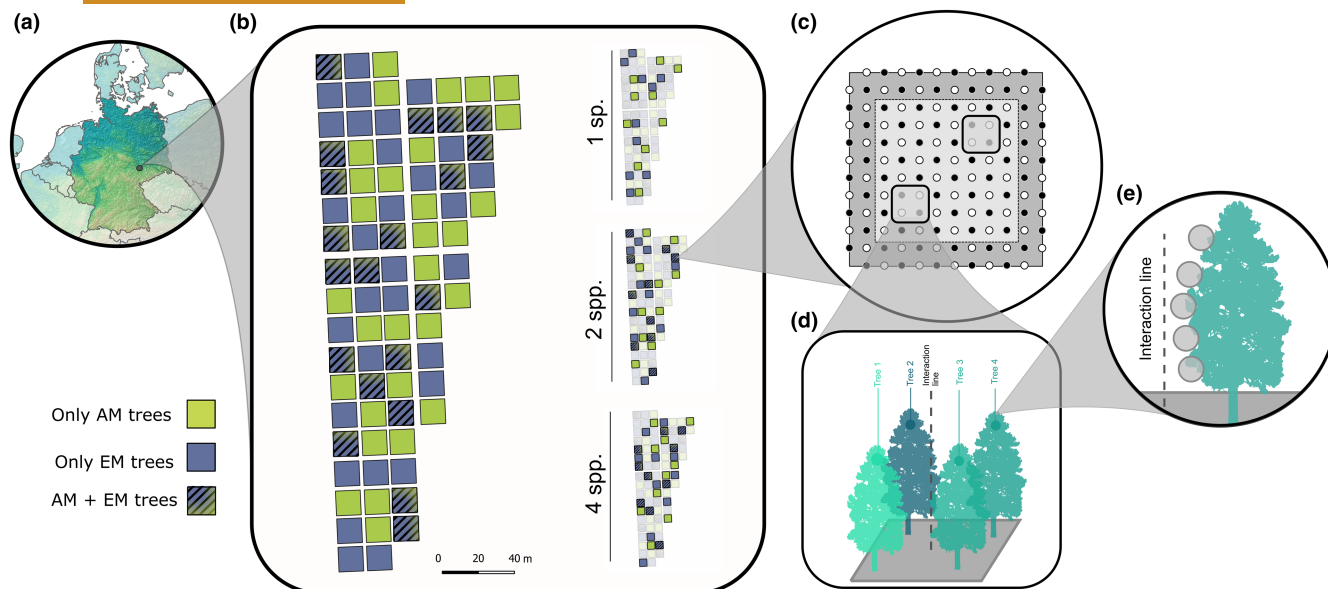 (a)
(b)
1 sp.
2 spp.
4 spp.
Only AM trees
Only EM trees
AM + EM trees
0 20 40 m
(c)
(d)
Tree 1
Tree 2
Interaction
line
Tree 3
Tree 4
(e)
Interaction line